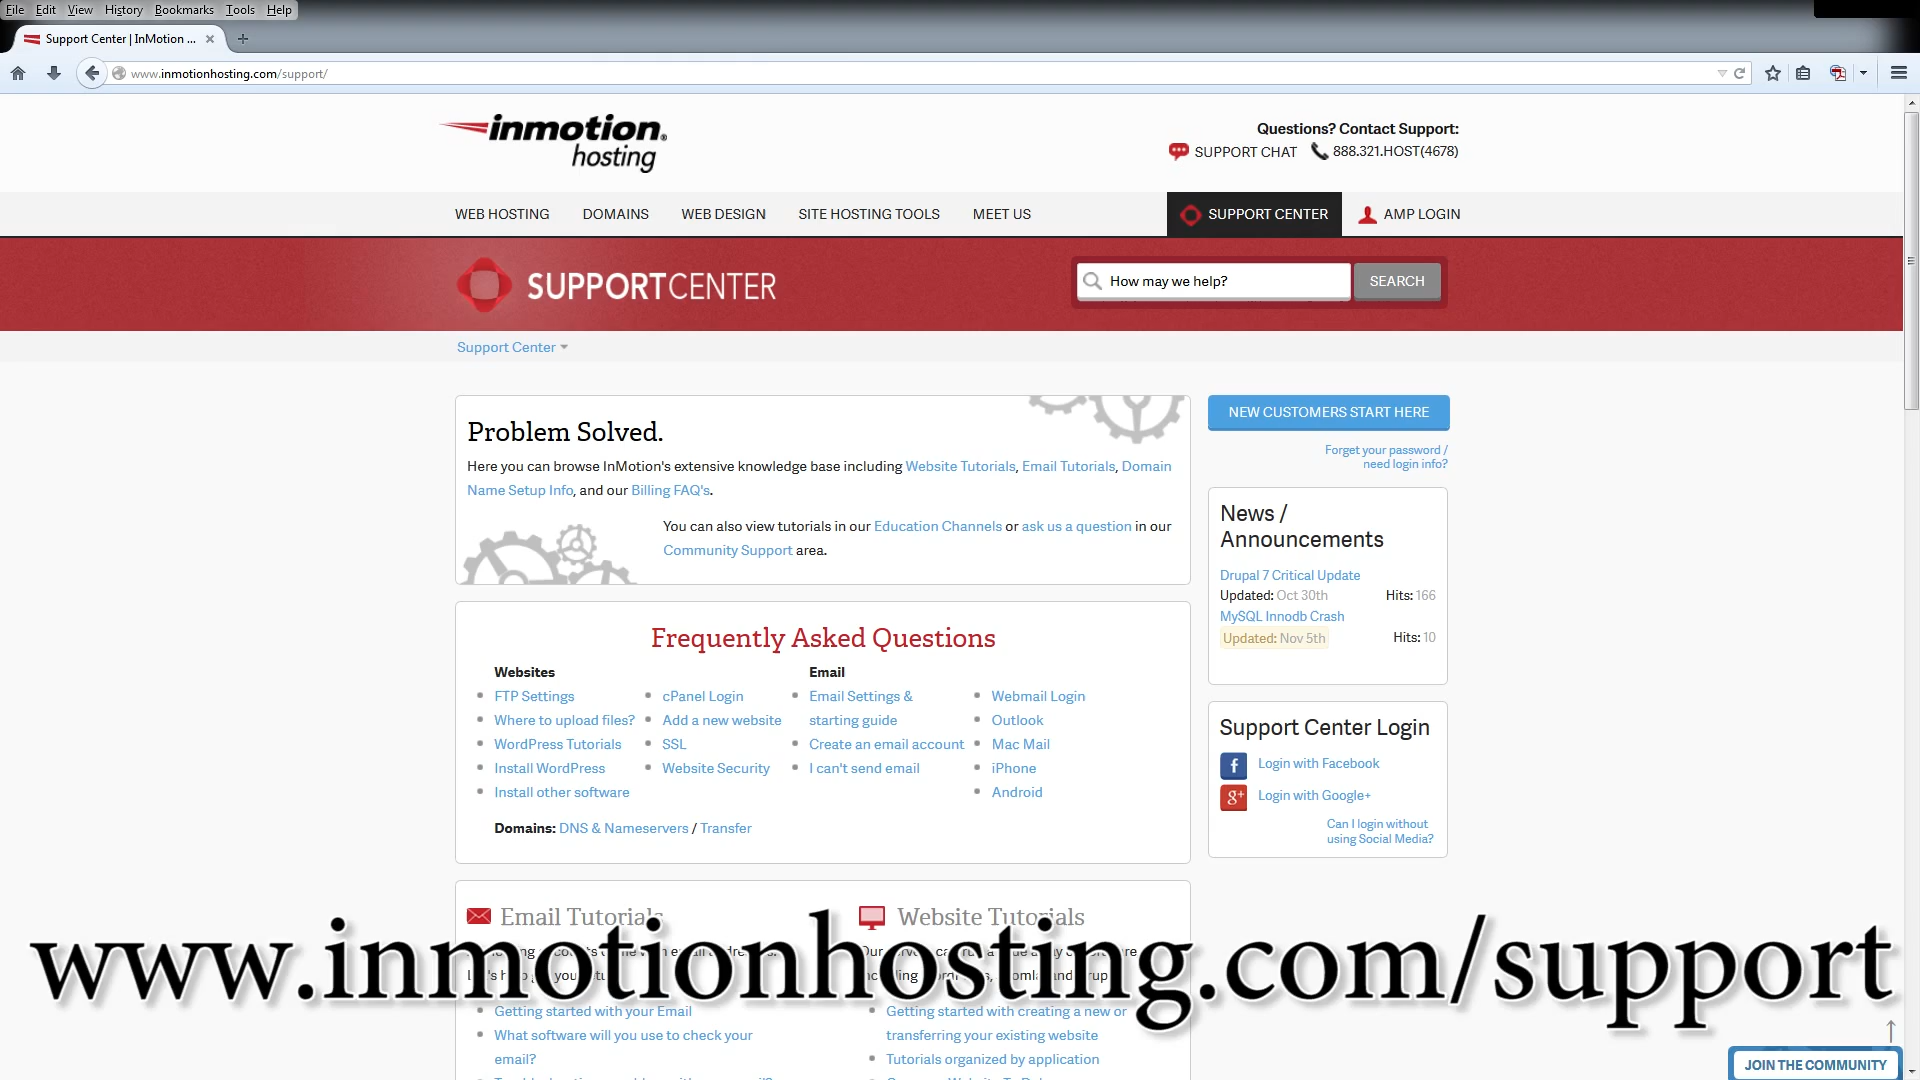 File Edit View History Bookmarks Tools Help
Support Center | InMotion ...
www.inmotionhosting.com/support/
inmotion® hosting
Questions? Contact Support:
SUPPORT CHAT 888.321.HOST(4678)
WEB HOSTING DOMAINS WEB DESIGN SITE HOSTING TOOLS MEET US SUPPORT CENTER AMP LOGIN
SUPPORTCENTER
How may we help? SEARCH
Support Center
Problem Solved.
Here you can browse InMotion's extensive knowledge base including Website Tutorials, Email Tutorials, Domain
Name Setup Info, and our Billing FAQ's.
You can also view tutorials in our Education Channels or ask us a question in our
Community Support area.
NEW CUSTOMERS START HERE
Forget your password /
need login info?
News /
Announcements
Drupal 7 Critical Update
Updated: Oct 30th Hits: 166
MySQL Innodb Crash
Updated: Nov 5th Hits: 10
Frequently Asked Questions
Websites
FTP Settings
Where to upload files?
WordPress Tutorials
Install WordPress
Install other software
cPanel Login
Add a new website
SSL
Website Security
Email
Email Settings &
starting guide
Create an email account
I can't send email
Webmail Login
Outlook
Mac Mail
iPhone
Android
Domains: DNS & Nameservers / Transfer
Support Center Login
f Login with Facebook
g+ Login with Google+
Can I login without
using Social Media?
Email Tutorials
Getting started with your Email
What software will you use to check your
email?
Website Tutorials
Getting started with creating a new or
transferring your existing website
Tutorials organized by application
www.inmotionhosting.com/support
JOIN THE COMMUNITY